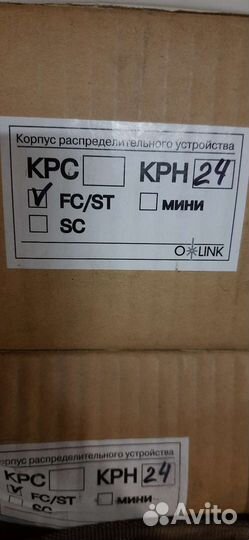 Корпус распределительного устройства
КРС КРН 24
FC/ST мини
SC
O LINK
Корпус распределительного устройства
КРС КРН 24
FC/ST мини
SC
Avito